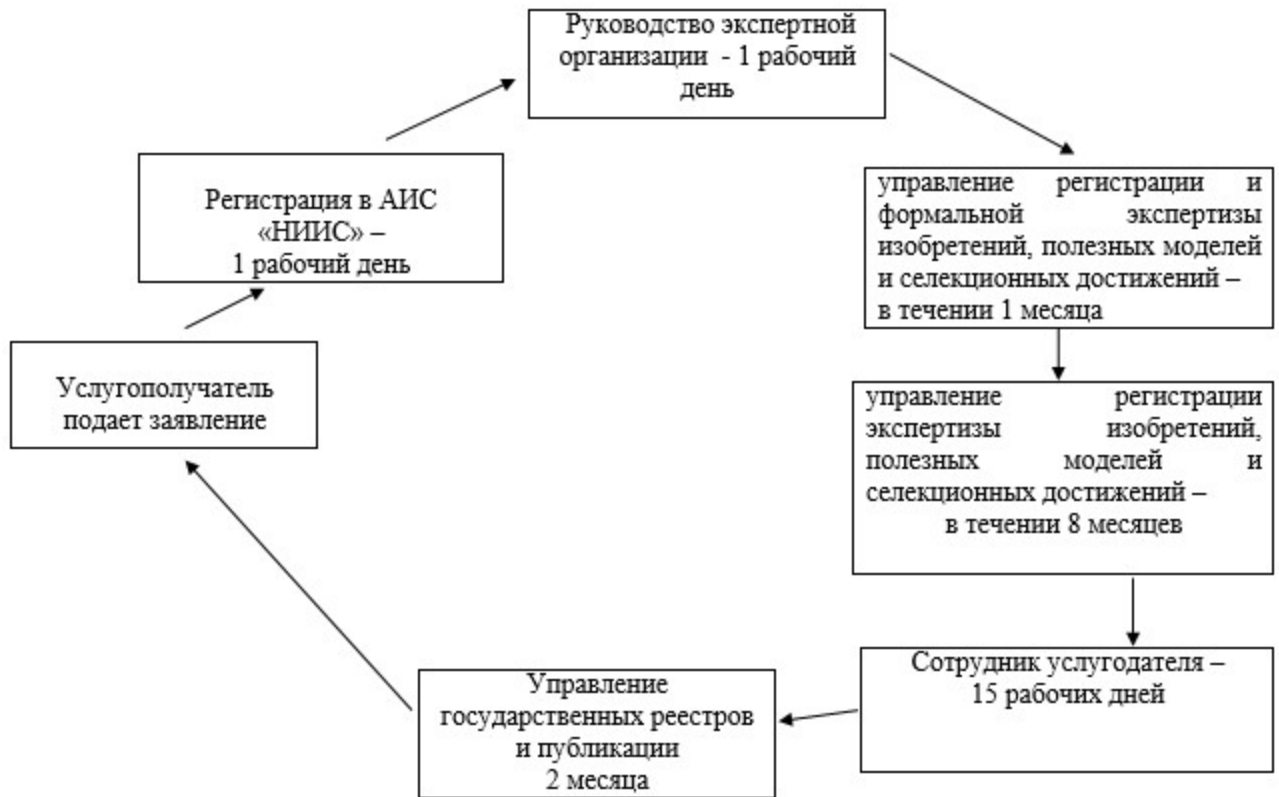 Руководство экспертной
организации - 1 рабочий
день
Регистрация в АИС
«НИИС» –
1 рабочий день
управление регистрации и
формальной экспертизы
изобретений, полезных моделей
и селекционных достижений –
в течении 1 месяца
Услугополучатель
подает заявление
управление регистрации
экспертизы изобретений,
полезных моделей и
селекционных достижений –
в течении 8 месяцев
Сотрудник услугодателя –
15 рабочих дней
Управление
государственных реестров
и публикации
2 месяца